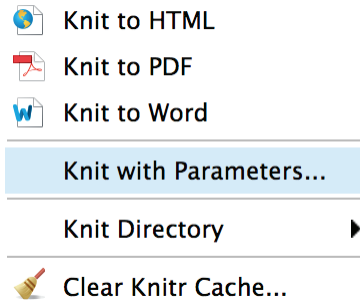 Knit to HTML
Knit to PDF
Knit to Word
Knit with Parameters...
Knit Directory
Clear Knitr Cache...